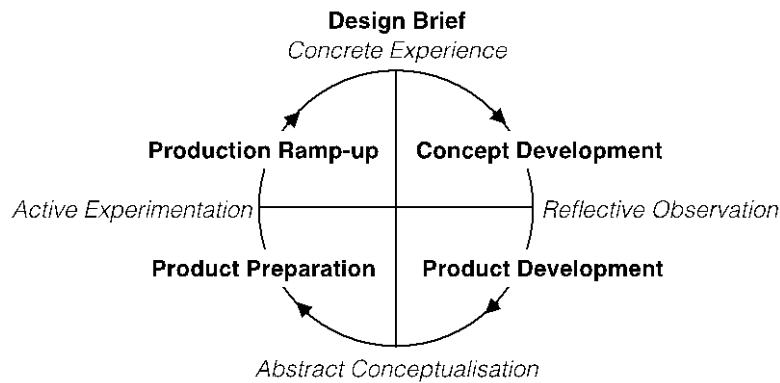 Design Brief
Concrete Experience
Production Ramp-up
Concept Development
Active Experimentation
Reflective Observation
Product Preparation
Product Development
Abstract Conceptualisation